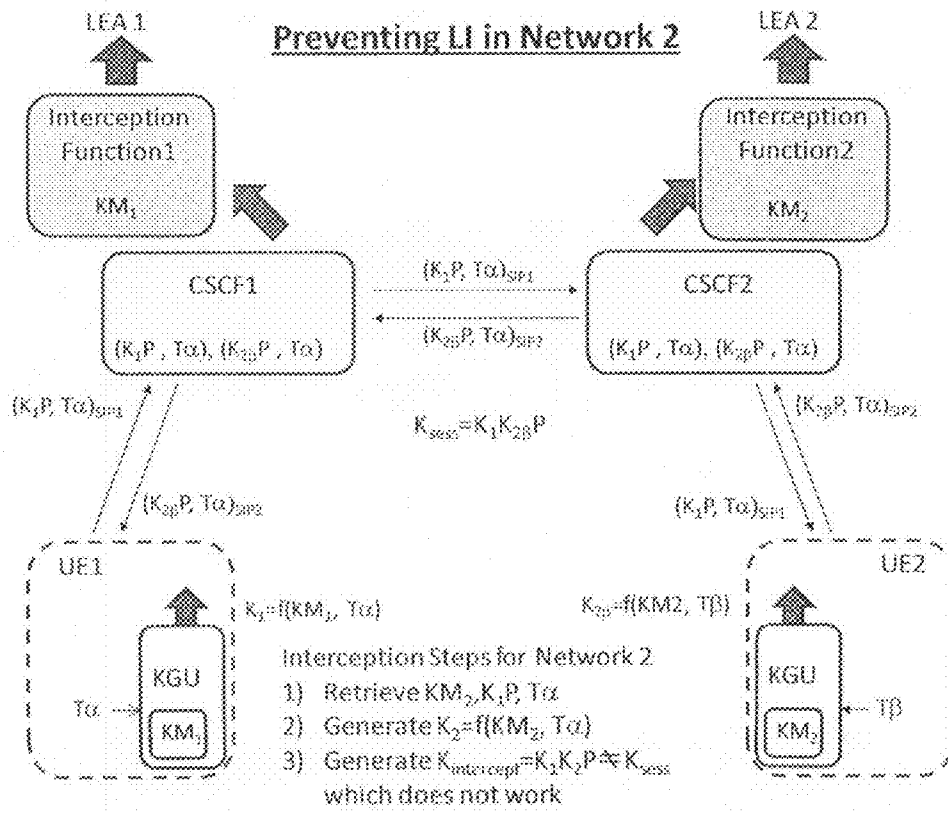 LEA 1
Preventing LI in Network 2
LEA 2
Interception
Function1
KM₁
Interception
Function2
KM₂
CSCF1
(K₁P , Tα), (K₂βP , Tα)
(K₁P, Tα)SIP1
(K₂βP, Tα)SIP2
CSCF2
(K₁P , Tα), (K₂βP , Tα)
(K₁P, Tα)SIP1
(K₂βP, Tα)SIP2
Ksess=K₁K₂βP
(K₂βP, Tα)SIP2
(K₁P, Tα)SIP1
UE1
K₁=f(KM₁, Tα)
KGU
Tα
KM₁
UE2
K₂β=f(KM2, Tβ)
KGU
Tβ
KM₂
Interception Steps for Network 2
1) Retrieve KM₂,K₁P, Tα
2) Generate K₂=f(KM₂, Tα)
3) Generate Kintercept=K₁K₂P≒Ksess
which does not work